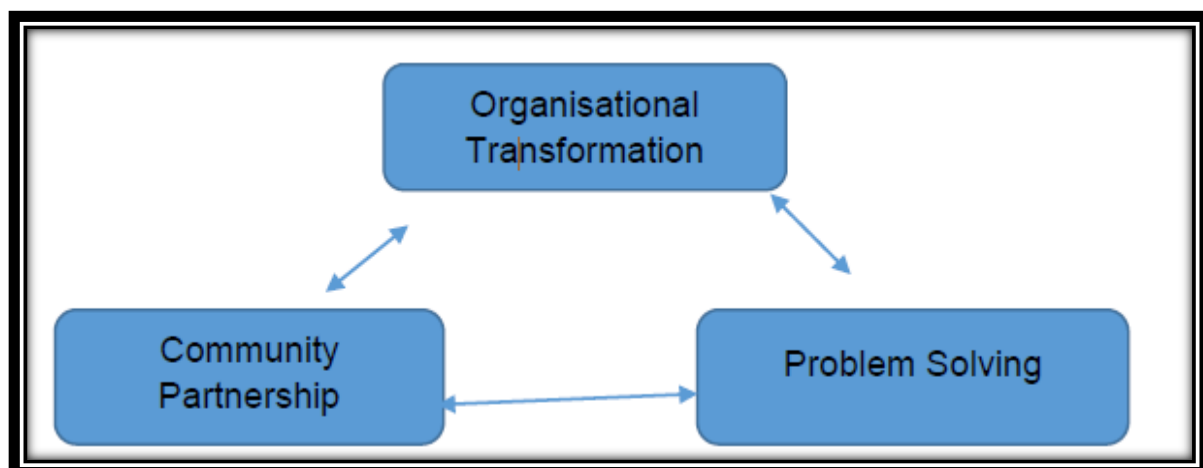 Organisational
Transformation
Community
Partnership
Problem Solving